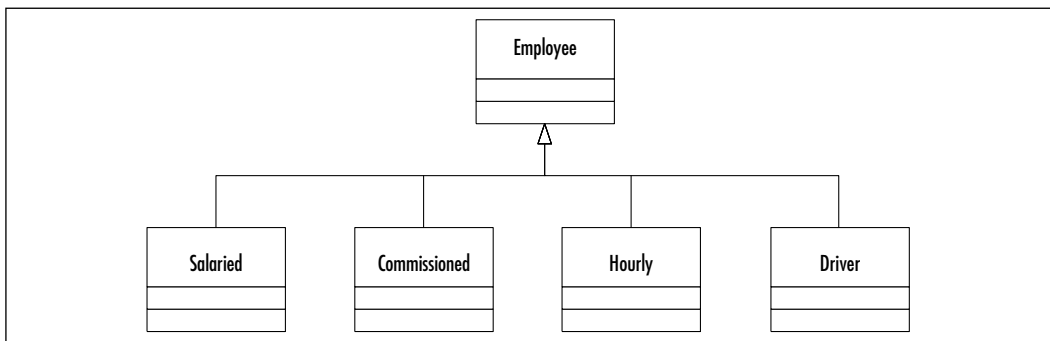 Employee
Salaried
Commissioned
Hourly
Driver